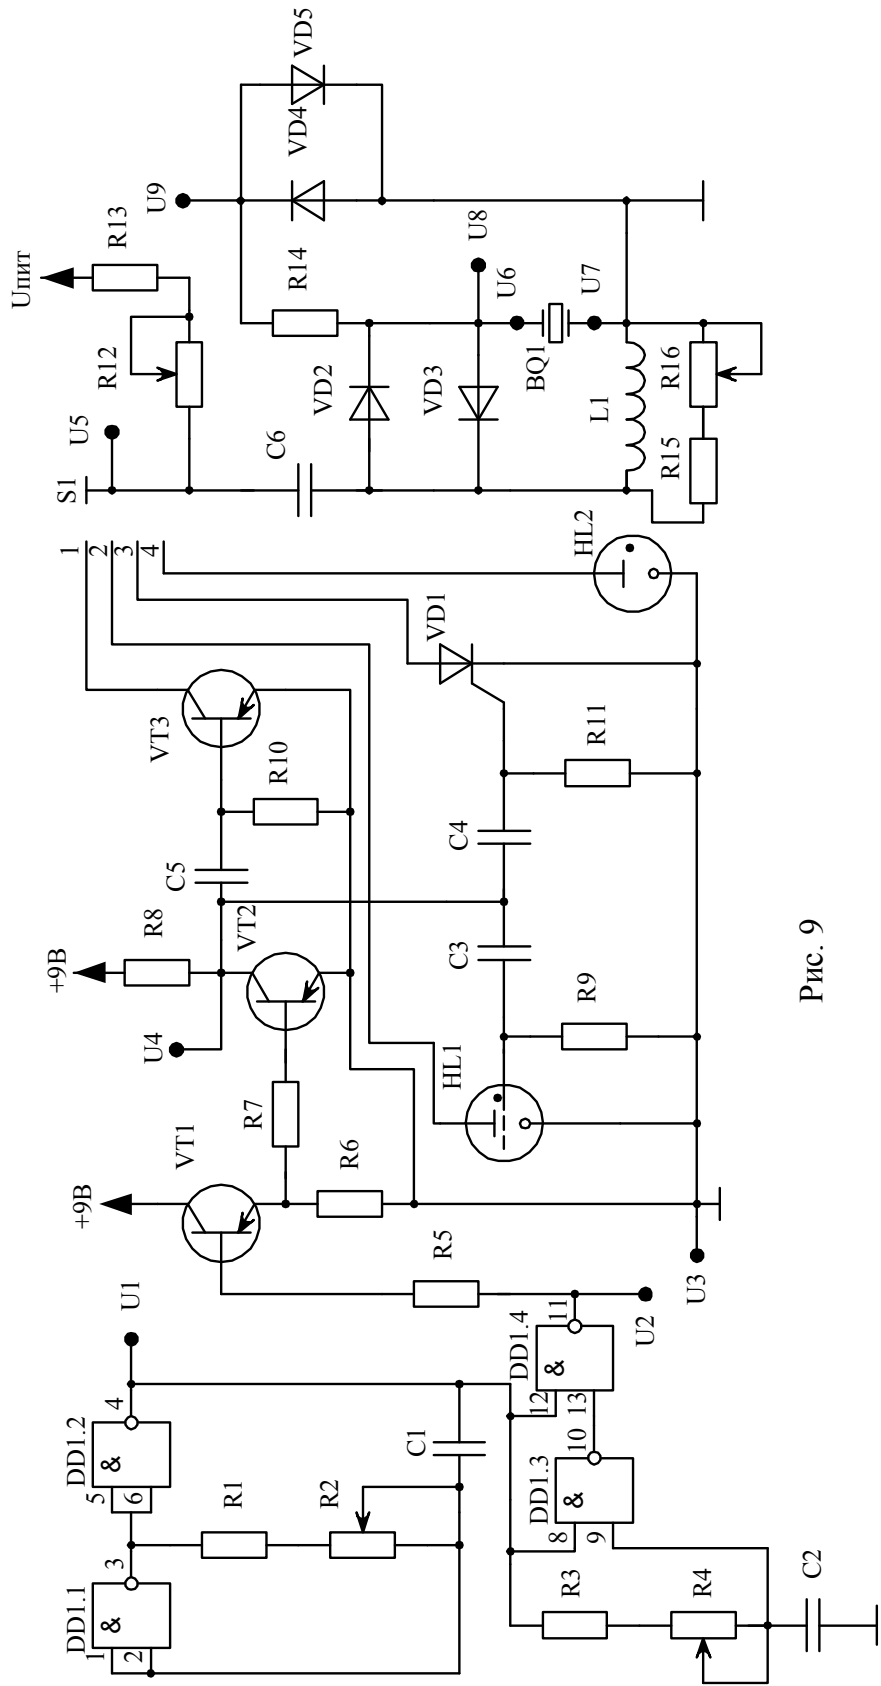 DD1.1
&
1
2
3
DD1.2
&
5
6
4
U1
R1
R2
C1
DD1.3
&
8
9
10
DD1.4
&
12
13
11
U2
R3
R4
C2
R5
+9В
VT1
R6
R7
U3
U4
+9В
R8
VT2
HL1
R9
C3
C5
C4
R10
VT3
R11
VD1
HL2
1
2
3
4
S1
U5
R12
Uпит
R13
C6
VD2
VD3
R14
U9
VD4
VD5
U8
U6
U7
BQ1
L1
R15
R16
Рис. 9